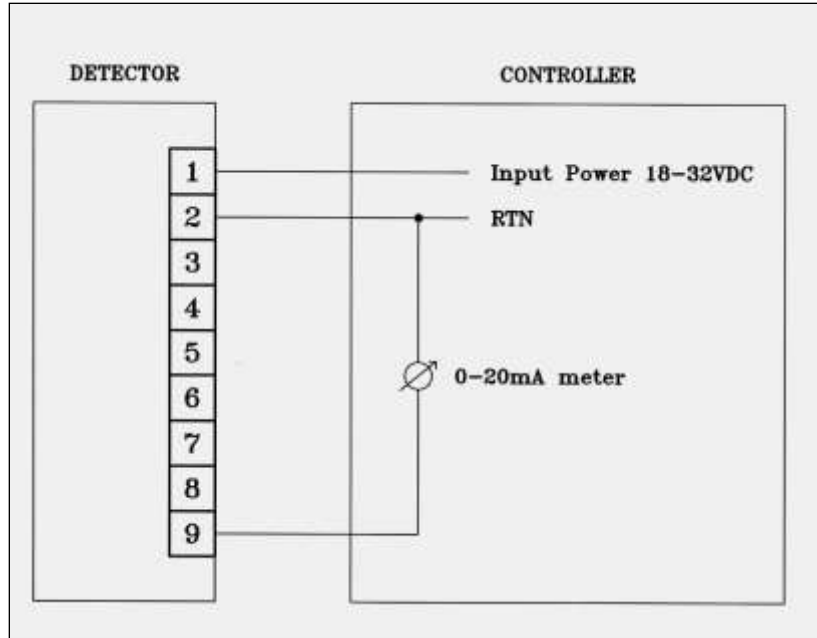 DETECTOR
CONTROLLER
1
Input Power 18-32VDC
2
RTN
3
4
5
0-20mA meter
6
7
8
9